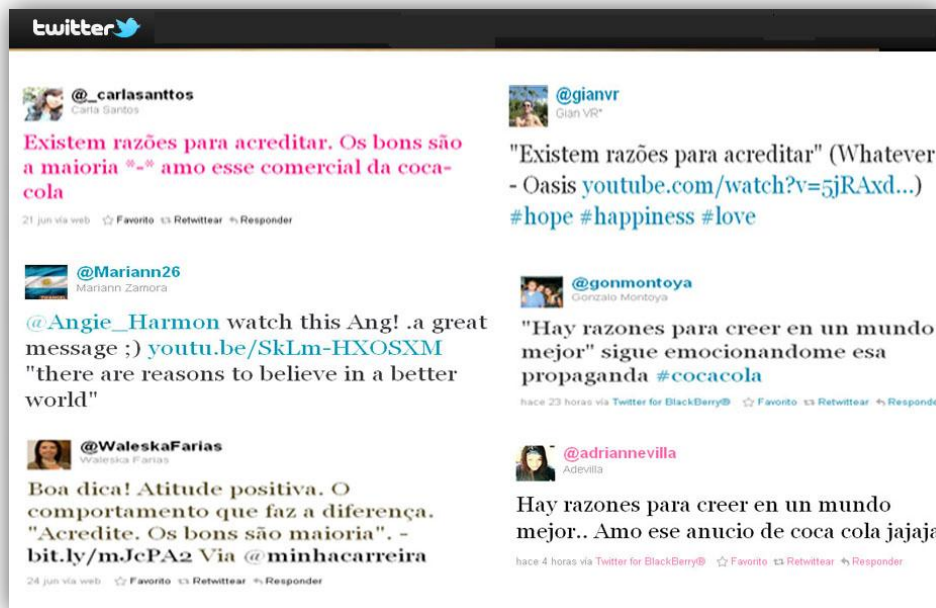 twitter
@_carlasanttos
Carla Santos
Existem razões para acreditar. Os bons são
a maioria *-* amo esse comercial da coca-
cola
21 jun via web Favorito Retwittear Responder
@Mariann26
Mariann Zamora
@Angie_Harmon watch this Ang! .a great
message ;) youtu.be/SkLm-HXOSXM
"there are reasons to believe in a better
world"
@WaleskaFarias
Waleska Farias
Boa dica! Atitude positiva. O
comportamento que faz a diferença.
"Acredite. Os bons são maioria". -
bit.ly/mJcPA2 Via @minhacarreira
24 jun via web Favorito Retwittear Responder
@gianvr
Gian VR*
"Existem razões para acreditar" (Whatever
- Oasis youtube.com/watch?v=5jRAxd...)
#hope #happiness #love
@gonmontoya
Gonzalo Montoya
"Hay razones para creer en un mundo
mejor" sigue emocionandome esa
propaganda #cocacola
hace 23 horas via Twitter for BlackBerry® Favorito Retwittear Responde
@adriannevilla
Adevilla
Hay razones para creer en un mundo
mejor.. Amo ese anucio de coca cola jajaja
hace 4 horas via Twitter for BlackBerry® Favorito Retwittear Responder